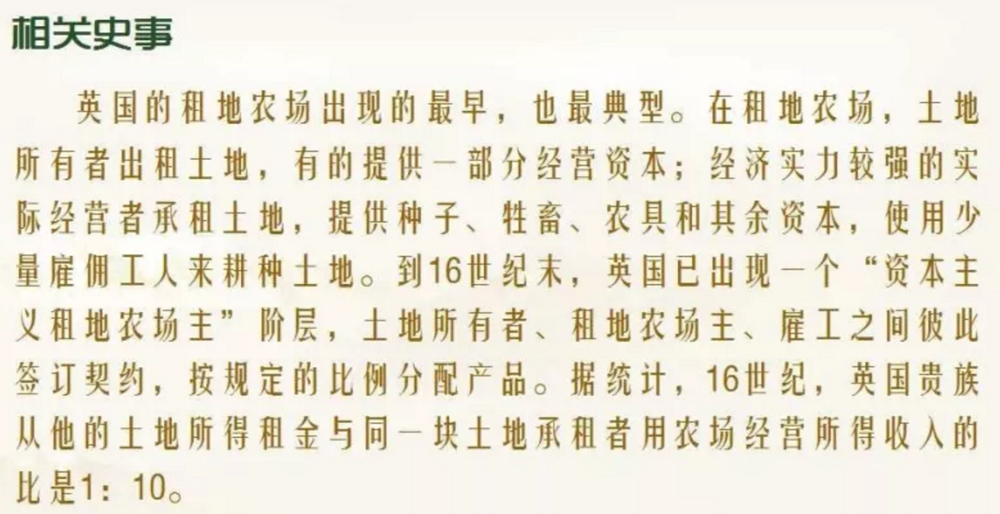 相关史事
英国的租地农场出现的最早，也最典型。在租地农场，土地
所有者出租土地，有的提供一部分经营资本；经济实力较强的实
际经营者承租土地，提供种子、牲畜、农具和其余资本，使用少
量雇佣工人来耕种土地。到16世纪末，英国已出现一个“资本主
义租地农场主”阶层，土地所有者、租地农场主、雇工之间彼此
签订契约，按规定的比例分配产品。据统计，16世纪，英国贵族
从他的土地所得租金与同一块土地承租者用农场经营所得收入的
比是1：10。